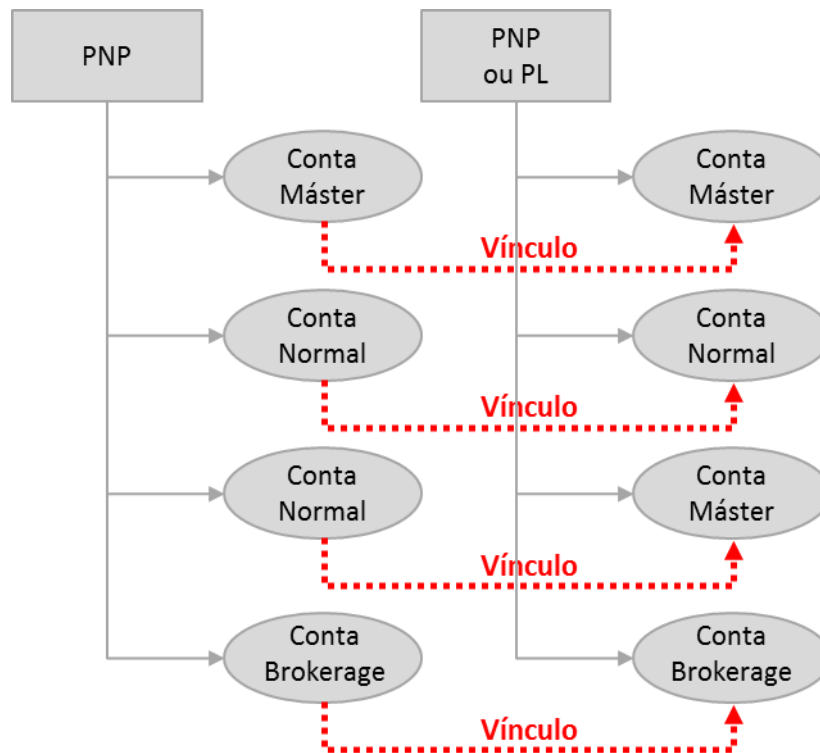 PNP
PNP
ou PL
Conta
Máster
Conta
Máster
Vínculo
Conta
Normal
Conta
Normal
Vínculo
Conta
Normal
Conta
Máster
Vínculo
Conta
Brokerage
Conta
Brokerage
Vínculo